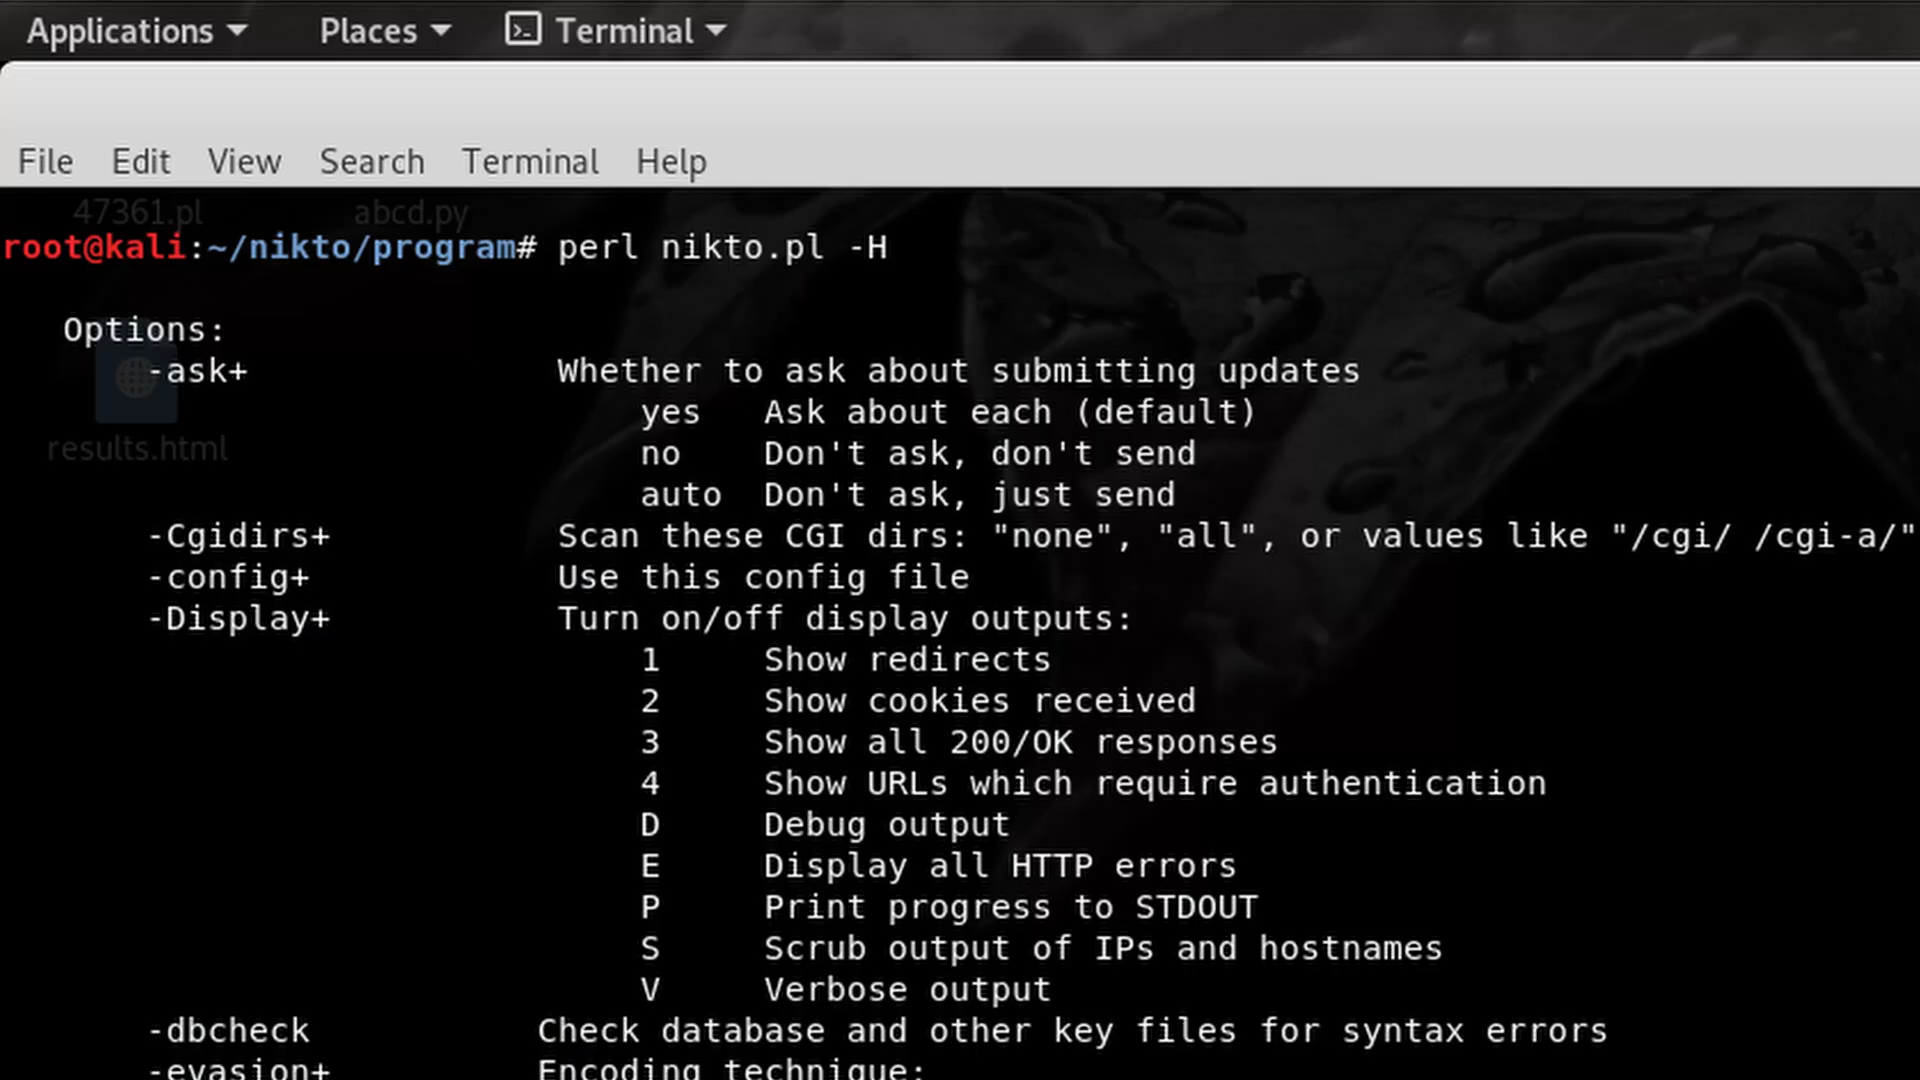 Applications Places Terminal
File Edit View Search Terminal Help
47361.pl abcd.py
root@kali:~/nikto/program# perl nikto.pl -H
Options:
-ask+ Whether to ask about submitting updates
yes Ask about each (default)
no Don't ask, don't send
results.html
auto Don't ask, just send
-Cgidirs+ Scan these CGI dirs: "none", "all", or values like "/cgi/ /cgi-a/"
-config+ Use this config file
-Display+ Turn on/off display outputs:
1 Show redirects
2 Show cookies received
3 Show all 200/OK responses
4 Show URLs which require authentication
D Debug output
E Display all HTTP errors
P Print progress to STDOUT
S Scrub output of IPs and hostnames
V Verbose output
-dbcheck Check database and other key files for syntax errors
-evasion+ Encoding technique: